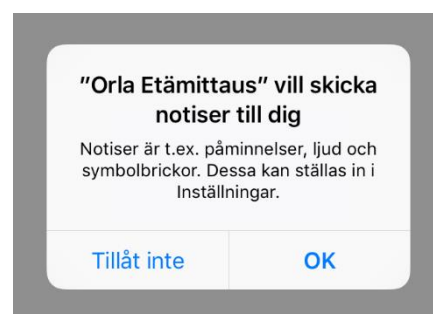 "Orla Etämittaus" vill skicka
notiser till dig
Notiser är t.ex. påminnelser, ljud och
symbolbrickor. Dessa kan ställas in i
Inställningar.
Tillåt inte
OK